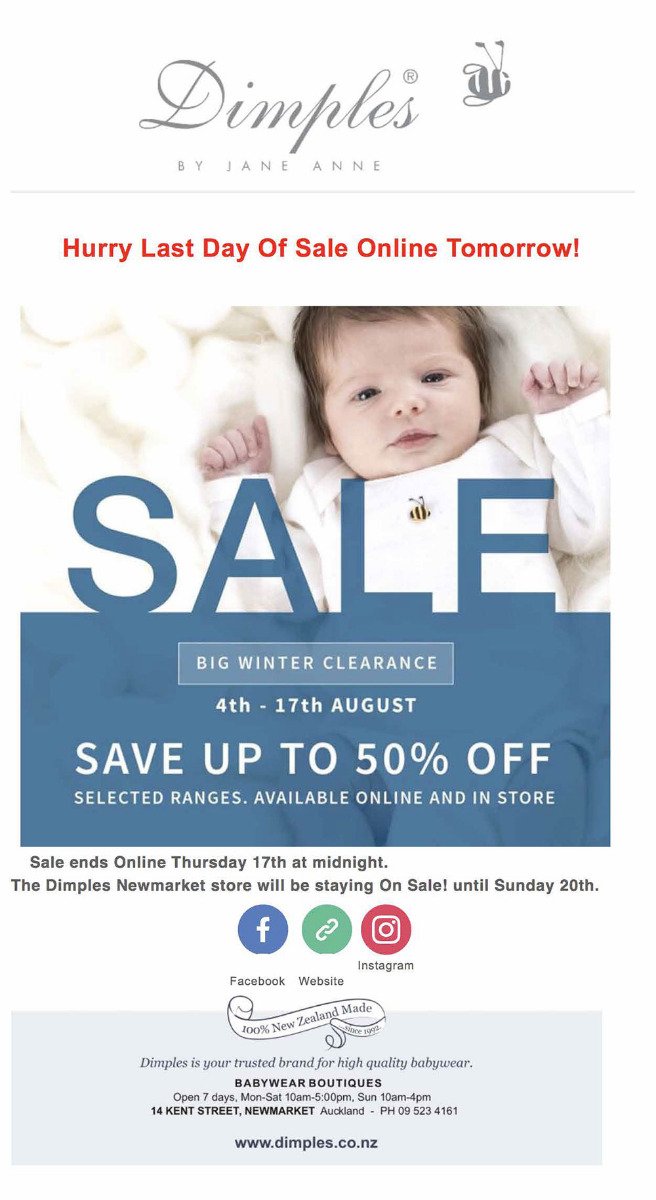 Dimples®
BY JANE ANNE
Hurry Last Day Of Sale Online Tomorrow!
SALE
BIG WINTER CLEARANCE
4th - 17th AUGUST
SAVE UP TO 50% OFF
SELECTED RANGES. AVAILABLE ONLINE AND IN STORE
Sale ends Online Thursday 17th at midnight.
The Dimples Newmarket store will be staying On Sale! until Sunday 20th.
Facebook Website Instagram
100% New Zealand Made
since 1992.
Dimples is your trusted brand for high quality babywear.
BABYWEAR BOUTIQUES
Open 7 days, Mon-Sat 10am-5:00pm, Sun 10am-4pm
14 KENT STREET, NEWMARKET Auckland - PH 09 523 4161
www.dimples.co.nz